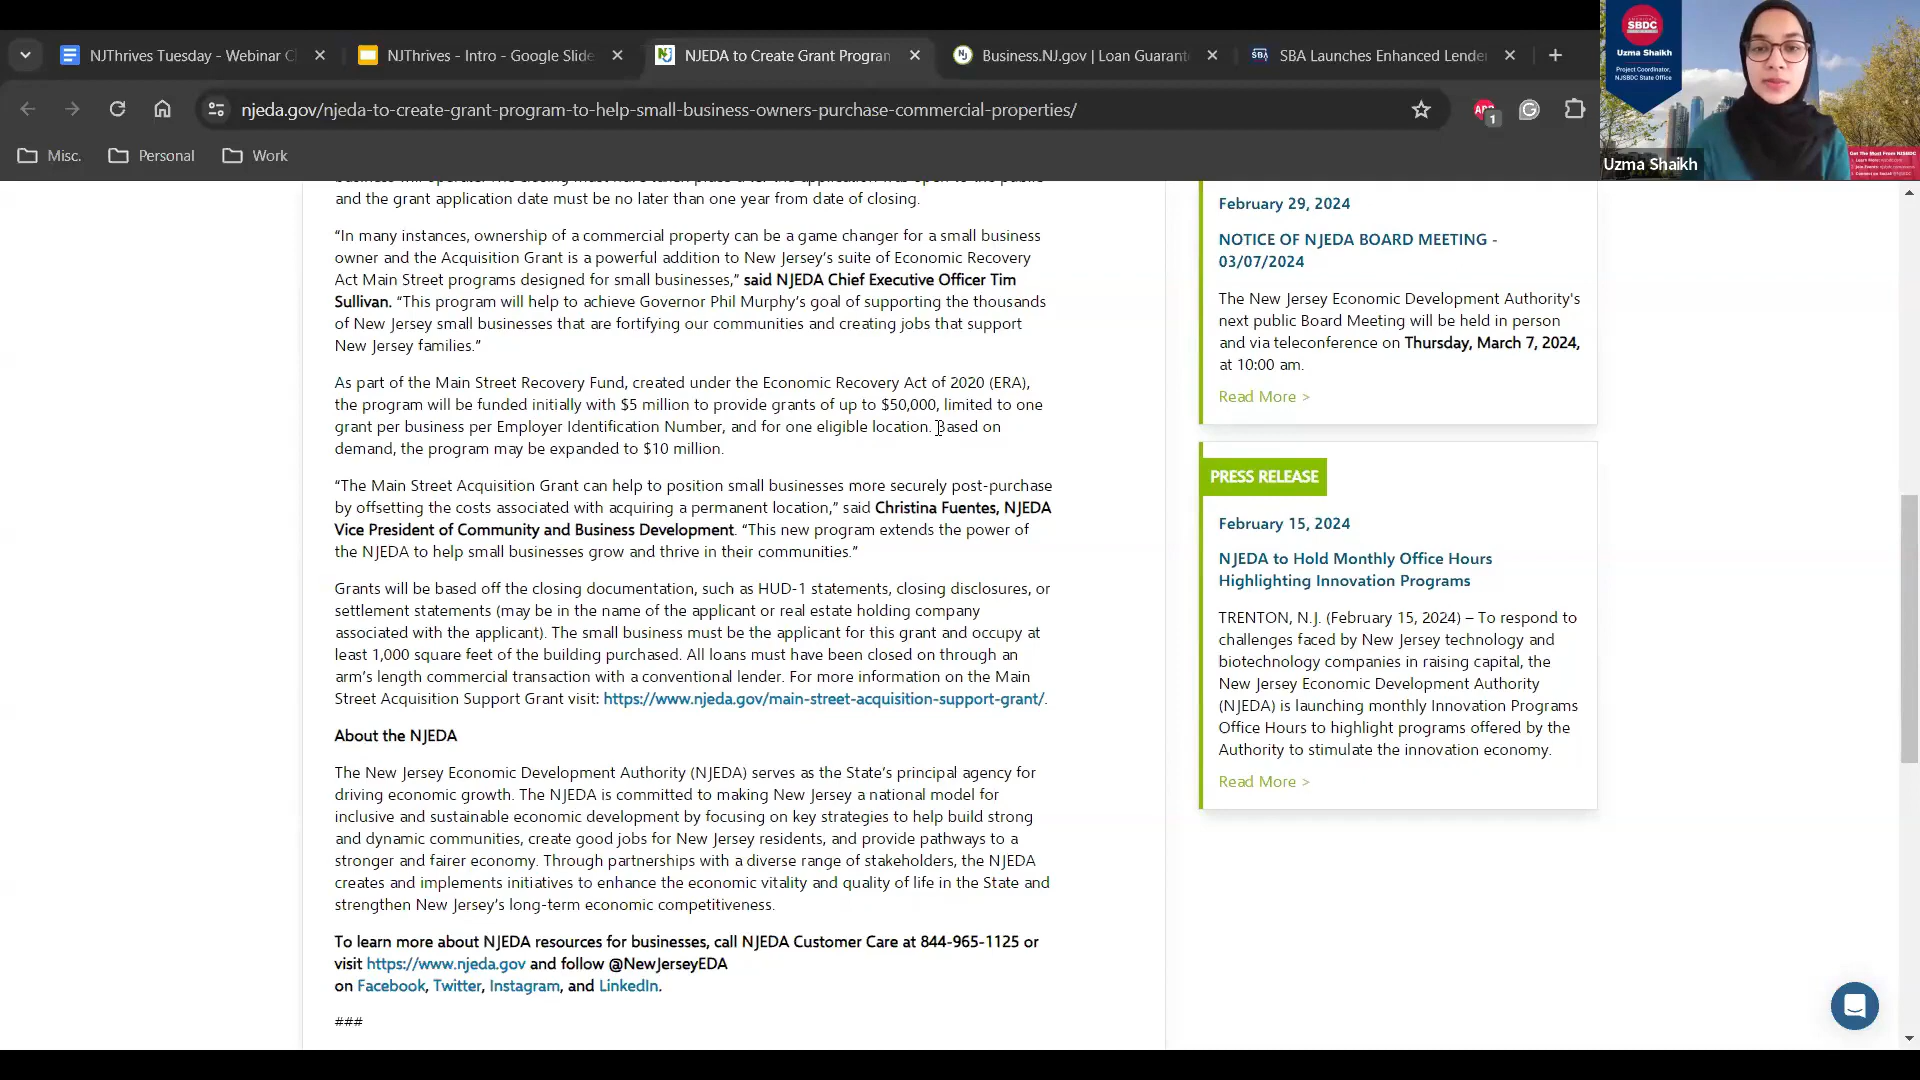 NJThrives Tuesday - Webinar C
NJThrives - Intro - Google Slide
NJEDA to Create Grant Program
Business.NJ.gov | Loan Guarant
SBA Launches Enhanced Lende
njeda.gov/njeda-to-create-grant-program-to-help-small-business-owners-purchase-commercial-properties/
1
Misc.
Personal
Work
SBDC
Uzma Shaikh
Project Coordinator,
NJSBDC State Office
Get The Most From NJSBDC
Uzma Shaikh
and the grant application date must be no later than one year from date of closing.
“In many instances, ownership of a commercial property can be a game changer for a small business
owner and the Acquisition Grant is a powerful addition to New Jersey’s suite of Economic Recovery
Act Main Street programs designed for small businesses,” said NJEDA Chief Executive Officer Tim
Sullivan. “This program will help to achieve Governor Phil Murphy’s goal of supporting the thousands
of New Jersey small businesses that are fortifying our communities and creating jobs that support
New Jersey families.”
As part of the Main Street Recovery Fund, created under the Economic Recovery Act of 2020 (ERA),
the program will be funded initially with $5 million to provide grants of up to $50,000, limited to one
grant per business per Employer Identification Number, and for one eligible location. Based on
demand, the program may be expanded to $10 million.
“The Main Street Acquisition Grant can help to position small businesses more securely post-purchase
by offsetting the costs associated with acquiring a permanent location,” said Christina Fuentes, NJEDA
Vice President of Community and Business Development. “This new program extends the power of
the NJEDA to help small businesses grow and thrive in their communities.”
Grants will be based off the closing documentation, such as HUD-1 statements, closing disclosures, or
settlement statements (may be in the name of the applicant or real estate holding company
associated with the applicant). The small business must be the applicant for this grant and occupy at
least 1,000 square feet of the building purchased. All loans must have been closed on through an
arm’s length commercial transaction with a conventional lender. For more information on the Main
Street Acquisition Support Grant visit: https://www.njeda.gov/main-street-acquisition-support-grant/.
About the NJEDA
The New Jersey Economic Development Authority (NJEDA) serves as the State’s principal agency for
driving economic growth. The NJEDA is committed to making New Jersey a national model for
inclusive and sustainable economic development by focusing on key strategies to help build strong
and dynamic communities, create good jobs for New Jersey residents, and provide pathways to a
stronger and fairer economy. Through partnerships with a diverse range of stakeholders, the NJEDA
creates and implements initiatives to enhance the economic vitality and quality of life in the State and
strengthen New Jersey’s long-term economic competitiveness.
To learn more about NJEDA resources for businesses, call NJEDA Customer Care at 844-965-1125 or
visit https://www.njeda.gov and follow @NewJerseyEDA
on Facebook, Twitter, Instagram, and LinkedIn.
###
February 29, 2024
NOTICE OF NJEDA BOARD MEETING -
03/07/2024
The New Jersey Economic Development Authority's
next public Board Meeting will be held in person
and via teleconference on Thursday, March 7, 2024,
at 10:00 am.
Read More >
PRESS RELEASE
February 15, 2024
NJEDA to Hold Monthly Office Hours
Highlighting Innovation Programs
TRENTON, N.J. (February 15, 2024) – To respond to
challenges faced by New Jersey technology and
biotechnology companies in raising capital, the
New Jersey Economic Development Authority
(NJEDA) is launching monthly Innovation Programs
Office Hours to highlight programs offered by the
Authority to stimulate the innovation economy.
Read More >